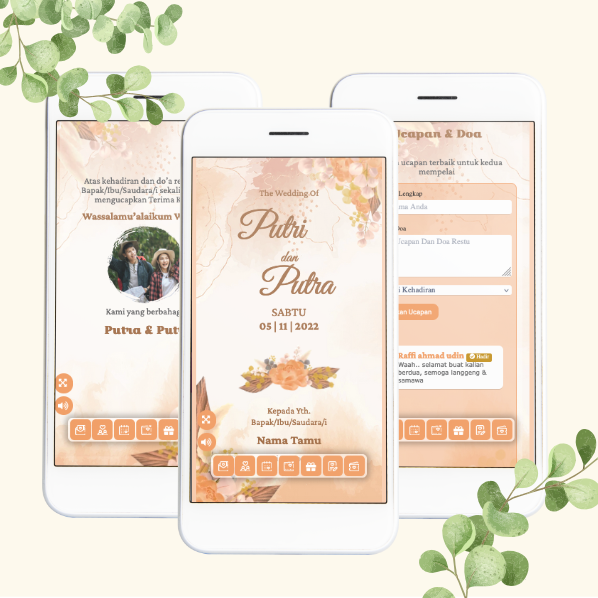 Atas kehadiran dan do'a re
Bapak/Ibu/Saudara/i sekali
mengucapkan Terima K
Wassalamu'alaikum W
Kami yang berbahag
Putra & Put
The Wedding Of
Putri
dan
Putra
SABTU
05 | 11 | 2022
Kepada Yth.
Bapak/Ibu/Saudara/i
Nama Tamu
Ucapan & Doa
ucapan terbaik untuk kedua
mempelai
Lengkap
ma Anda
Doa
Ucapan Dan Doa Restu
i Kehadiran
kan Ucapan
Raffi ahmad udin Hadir
Waah.. selamat buat kalian
berdua, semoga langgeng &
samawa